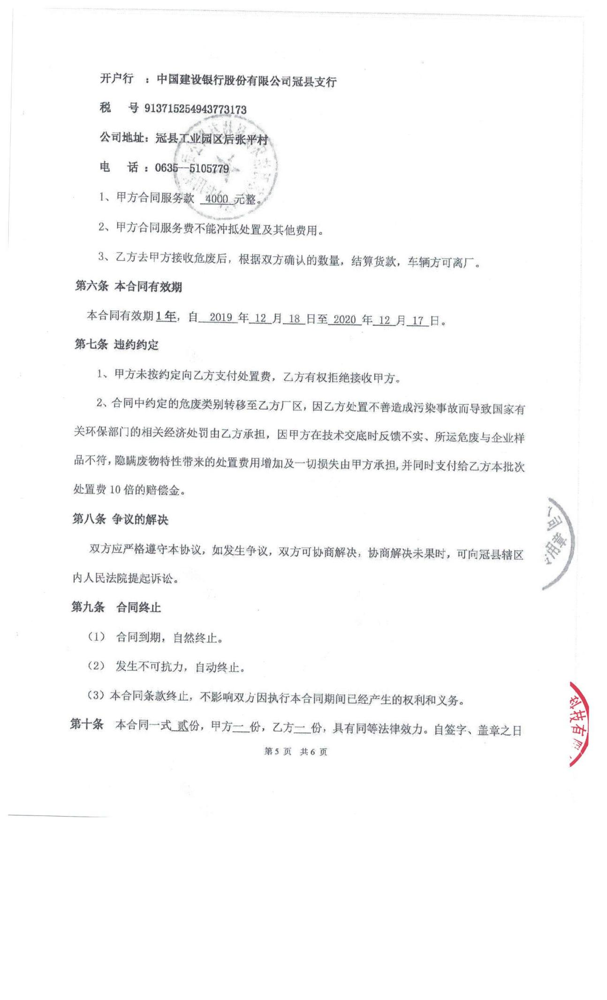 开户行 ：中国建设银行股份有限公司冠县支行
税 号 913715254943773173
公司地址：冠县工业园区后张平村
电 话：0635--5105779
1、甲方合同服务款 4000 元整。
2、甲方合同服务费不能冲抵处置及其他费用。
3、乙方去甲方接收危废后，根据双方确认的数量，结算货款，车辆方可离厂。
第六条 本合同有效期
本合同有效期1年，自 2019 年 12 月 18 日至 2020 年 12 月 17 日。
第七条 违约约定
1、甲方未按约定向乙方支付处置费，乙方有权拒绝接收甲方。
2、合同中约定的危废类别转移至乙方厂区，因乙方处置不善造成污染事故而导致国家有
关环保部门的相关经济处罚由乙方承担，因甲方在技术交底时反馈不实、所运危废与企业样
品不符，隐瞒废物特性带来的处置费用增加及一切损失由甲方承担,并同时支付给乙方本批次
处置费 10 倍的赔偿金。
第八条 争议的解决
双方应严格遵守本协议，如发生争议，双方可协商解决，协商解决未果时，可向冠县辖区
内人民法院提起诉讼。
第九条 合同终止
（1） 合同到期，自然终止。
（2） 发生不可抗力，自动终止。
（3）本合同条款终止，不影响双方因执行本合同期间已经产生的权利和义务。
第十条 本合同一式 贰份，甲方一份，乙方一份，具有同等法律效力。自签字、盖章之日
第 5 页 共 6 页
司
用章
科技有限